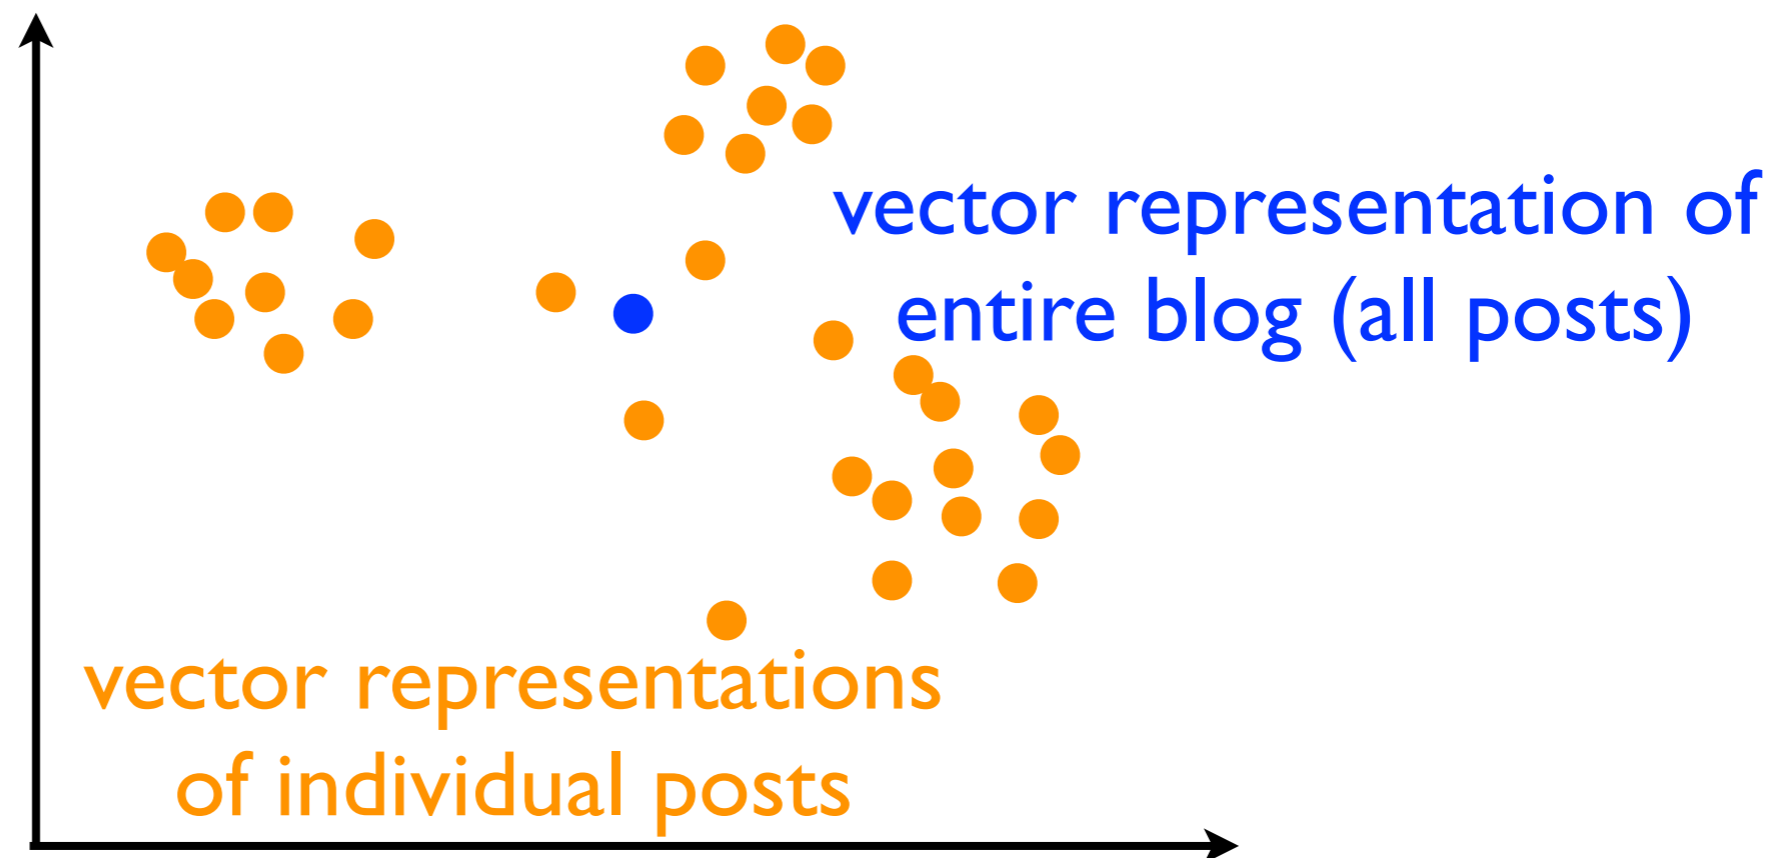 vector representation of
entire blog (all posts)
vector representations
of individual posts